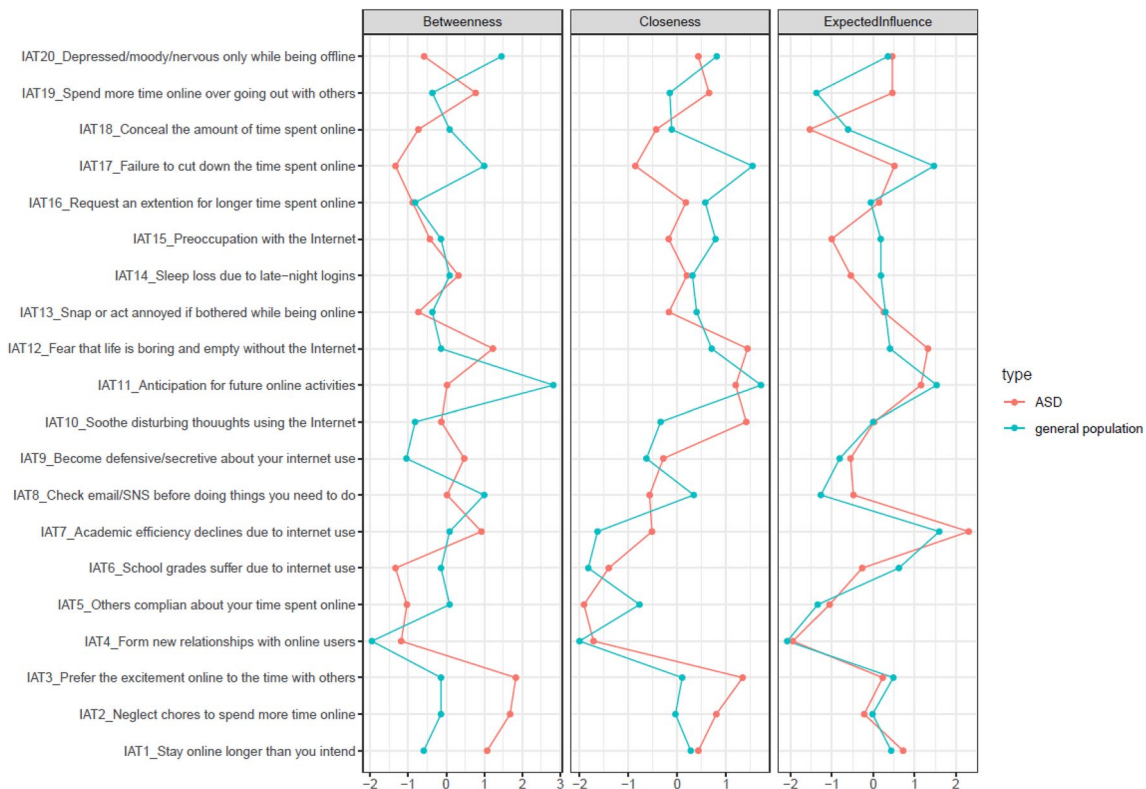 Betweenness Closeness ExpectedInfluence
IAT20_Depressed/moody/nervous only while being offline
IAT19_Spend more time online over going out with others
IAT18_Conceal the amount of time spent online
IAT17_Failure to cut down the time spent online
IAT16_Request an extention for longer time spent online
IAT15_Preoccupation with the Internet
IAT14_Sleep loss due to late−night logins
IAT13_Snap or act annoyed if bothered while being online
IAT12_Fear that life is boring and empty without the Internet
IAT11_Anticipation for future online activities
IAT10_Soothe disturbing thouughts using the Internet
IAT9_Become defensive/secretive about your internet use
IAT8_Check email/SNS before doing things you need to do
IAT7_Academic efficiency declines due to internet use
IAT6_School grades suffer due to internet use
IAT5_Others complian about your time spent online
IAT4_Form new relationships with online users
IAT3_Prefer the excitement online to the time with others
IAT2_Neglect chores to spend more time online
IAT1_Stay online longer than you intend
−2 −1 0 1 2 3 −2 −1 0 1 −2 −1 0 1 2
type
ASD
general population